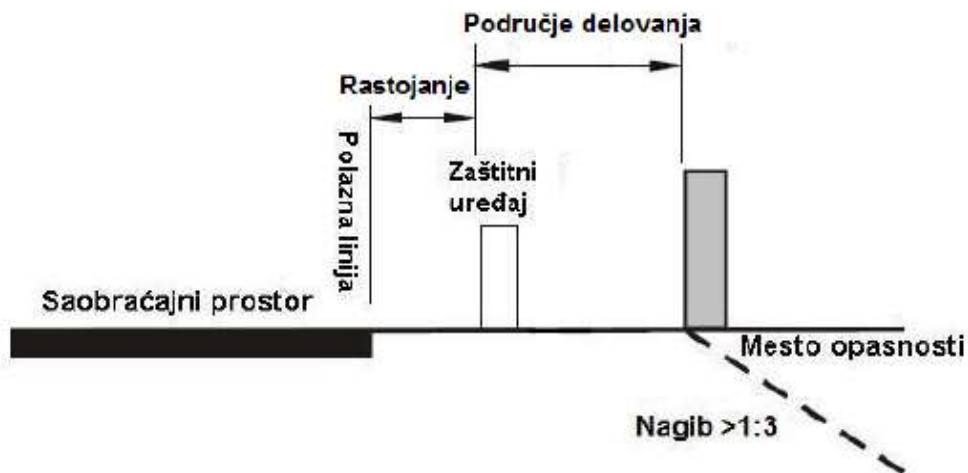 Područje delovanja
Rastojanje
Polazna linija
Zaštitni
uređaj
Saobraćajni prostor
Mesto opasnosti
Nagib >1:3